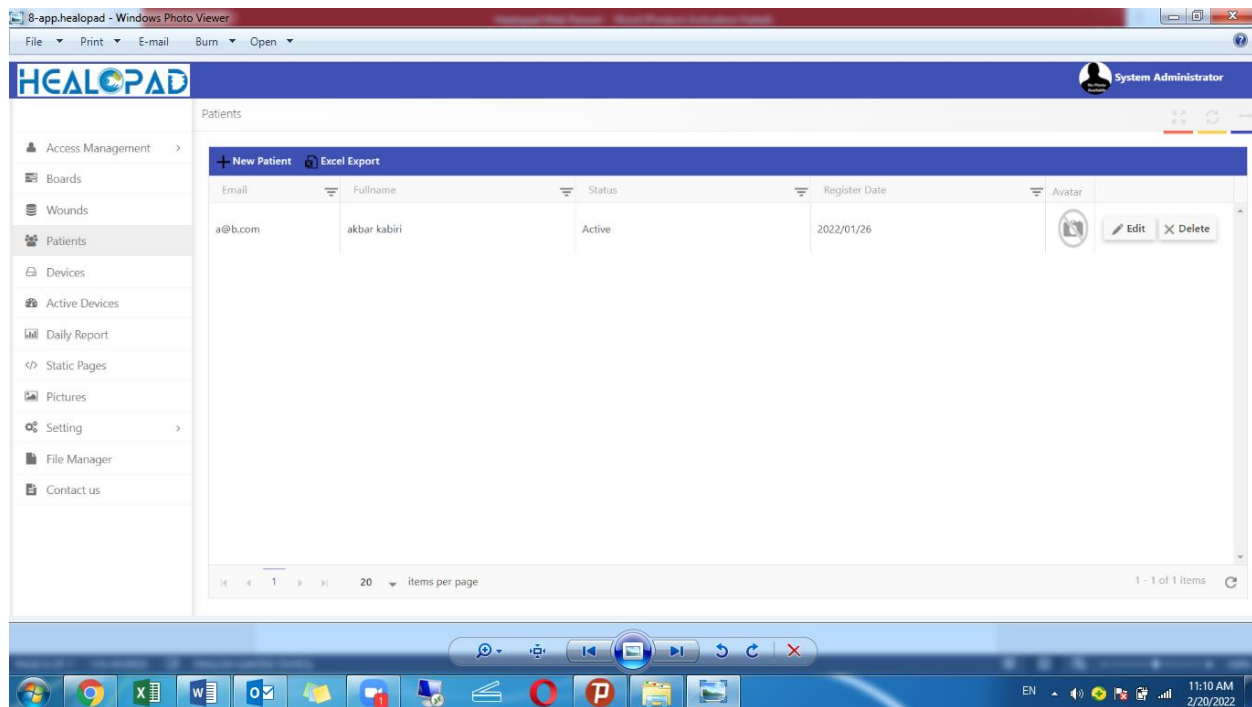 8-app.healopad - Windows Photo Viewer
File Print E-mail Burn Open
HEALOPAD
System Administrator
Patients
Access Management
Boards
Wounds
Patients
Devices
Active Devices
Daily Report
Static Pages
Pictures
Setting
File Manager
Contact us
New Patient Excel Export
Email Fullname Status Register Date Avatar
a@b.com akbar kabiri Active 2022/01/26 Edit Delete
1 20 items per page 1 - 1 of 1 items
EN 11:10 AM
2/20/2022